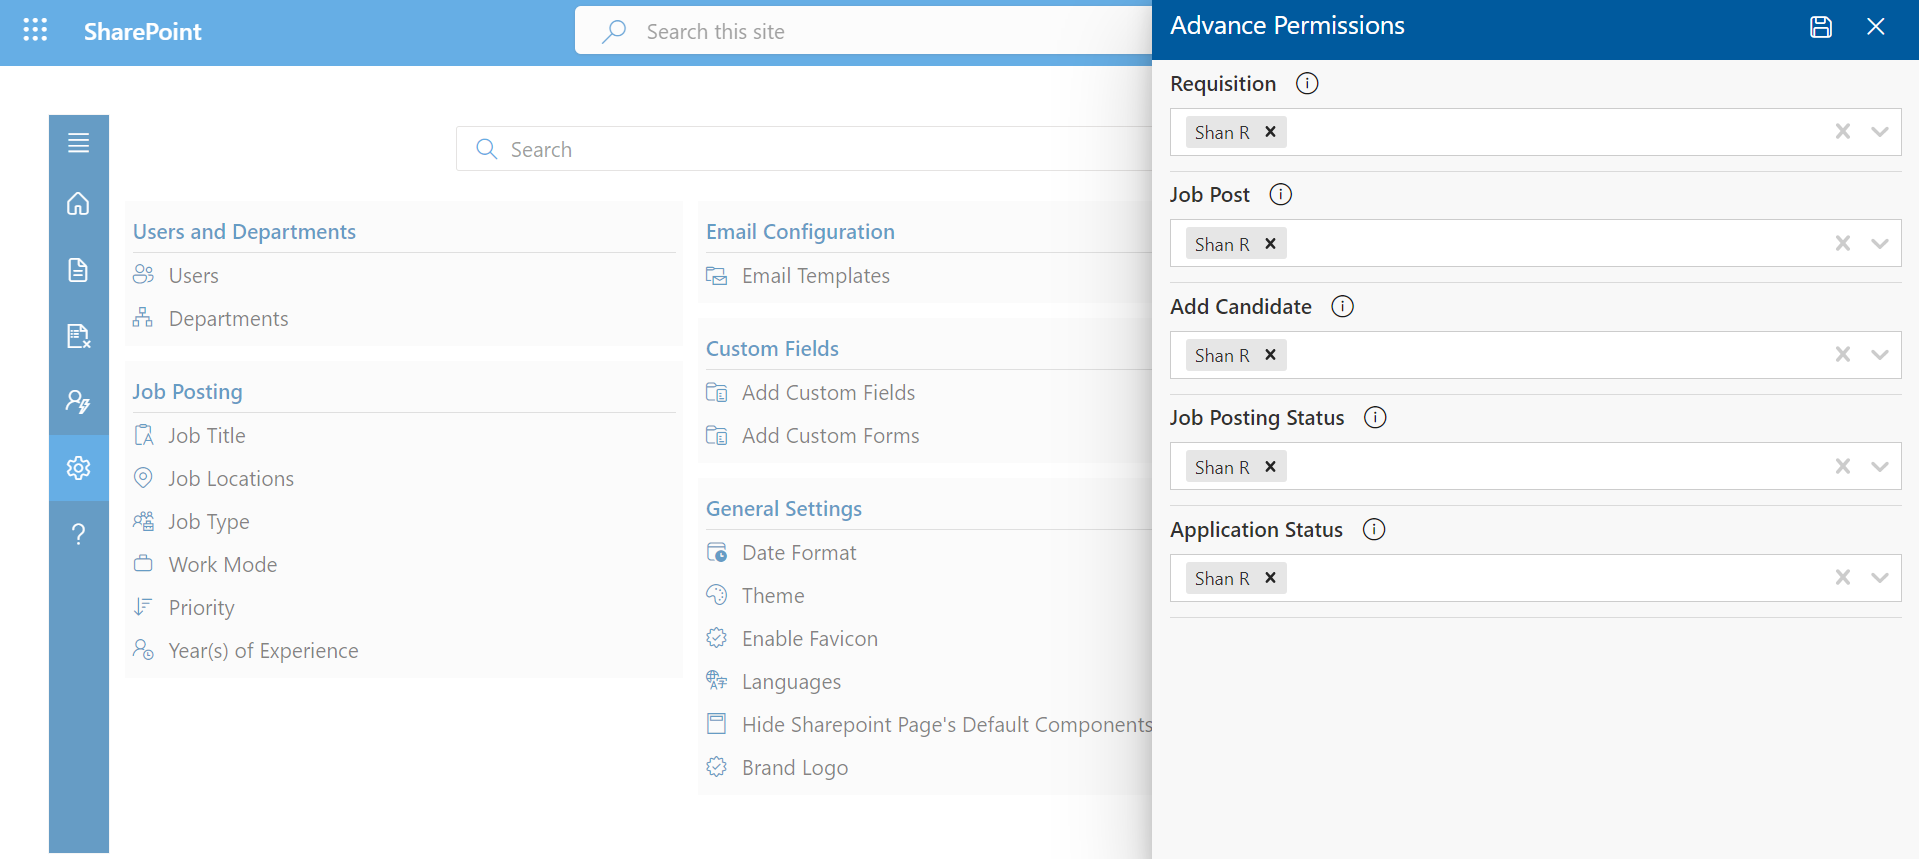 SharePoint
Search this site
Search
Users and Departments
Users
Departments
Job Posting
Job Title
Job Locations
Job Type
Work Mode
Priority
Year(s) of Experience
Email Configuration
Email Templates
Custom Fields
Add Custom Fields
Add Custom Forms
General Settings
Date Format
Theme
Enable Favicon
Languages
Hide Sharepoint Page's Default Components
Brand Logo
Advance Permissions
Requisition
Shan R
Job Post
Shan R
Add Candidate
Shan R
Job Posting Status
Shan R
Application Status
Shan R